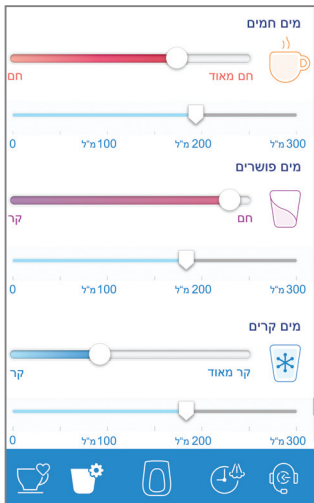 מים חמים
חם מאוד חם
300 מ"ל 200 מ"ל 100 מ"ל 0
מים פושרים
חם קר
300 מ"ל 200 מ"ל 100 מ"ל 0
מים קרים
קר מאוד קר
300 מ"ל 200 מ"ל 100 מ"ל 0